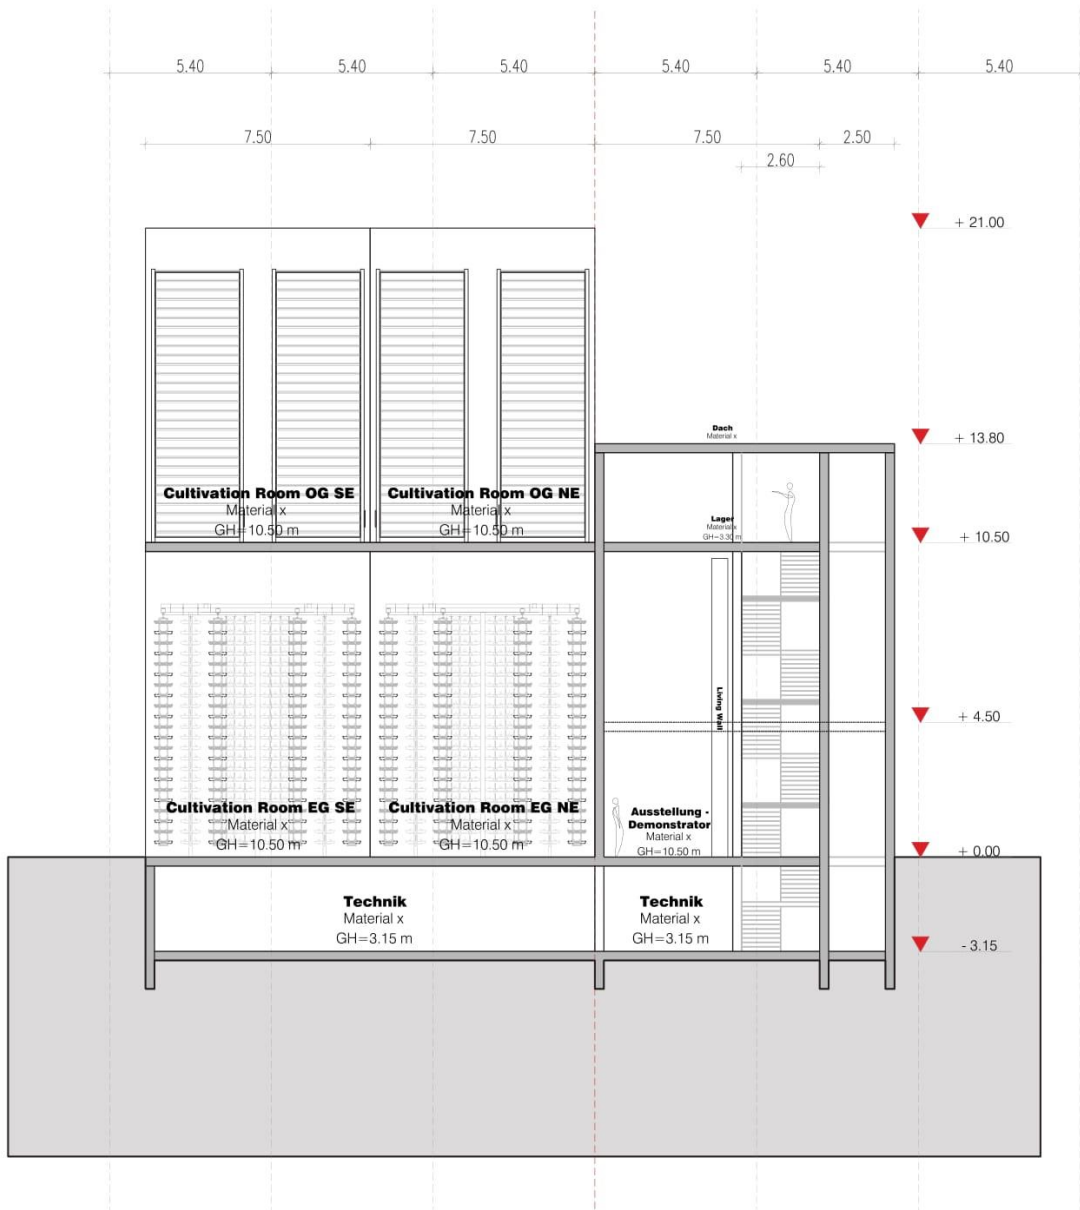 5.40 5.40 5.40 5.40 5.40 5.40
7.50 7.50 7.50 2.50
2.60
+ 21.00
Dach
Material x
+ 13.80
Cultivation Room OG SE
Material x
GH=10.50 m
Cultivation Room OG NE
Material x
GH=10.50 m
Lager
Material x
GH=3.30 m
+ 10.50
Living Wall
+ 4.50
Cultivation Room EG SE
Material x
GH=10.50 m
Cultivation Room EG NE
Material x
GH=10.50 m
Ausstellung -
Demonstrator
Material x
GH=10.50 m
+ 0.00
Technik
Material x
GH=3.15 m
Technik
Material x
GH=3.15 m
- 3.15